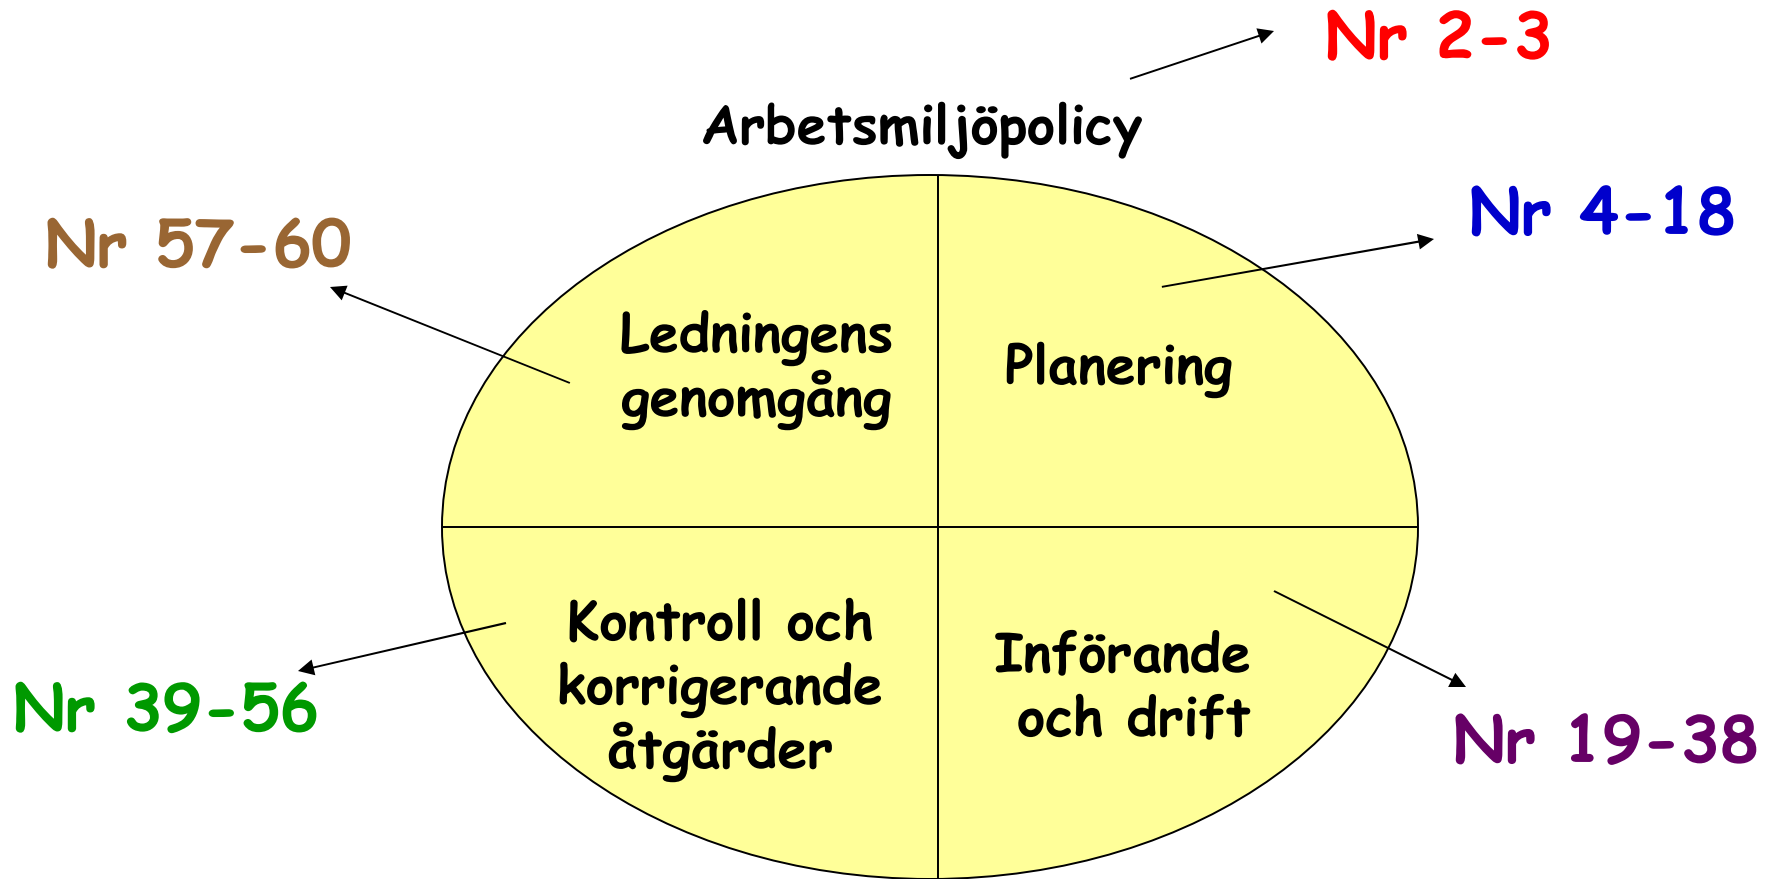 Nr 2-3
Arbetsmiljöpolicy
Nr 4-18
Nr 57-60
Ledningens
genomgång
Planering
Kontroll och
korrigerande
åtgärder
Införande
och drift
Nr 39-56
Nr 19-38